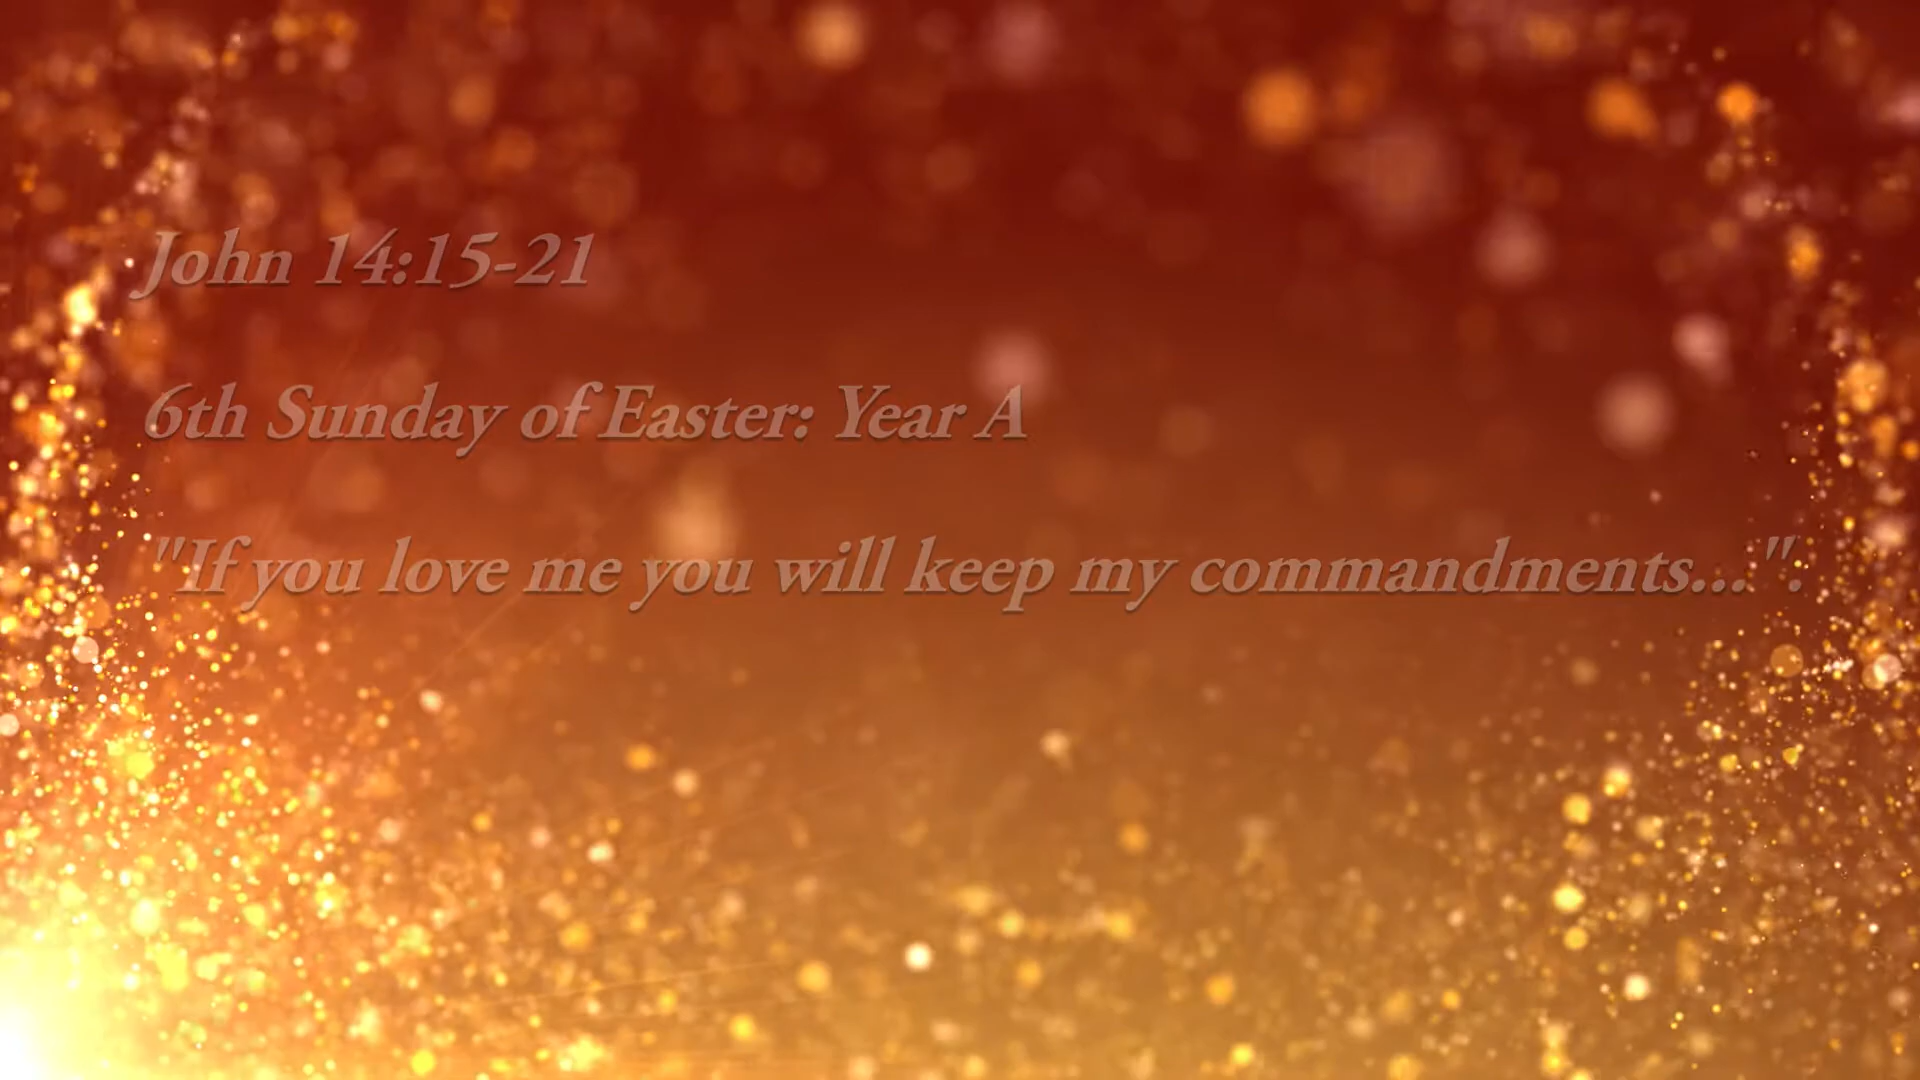 John 14:15-21
6th Sunday of Easter: Year A
"If you love me you will keep my commandments...".